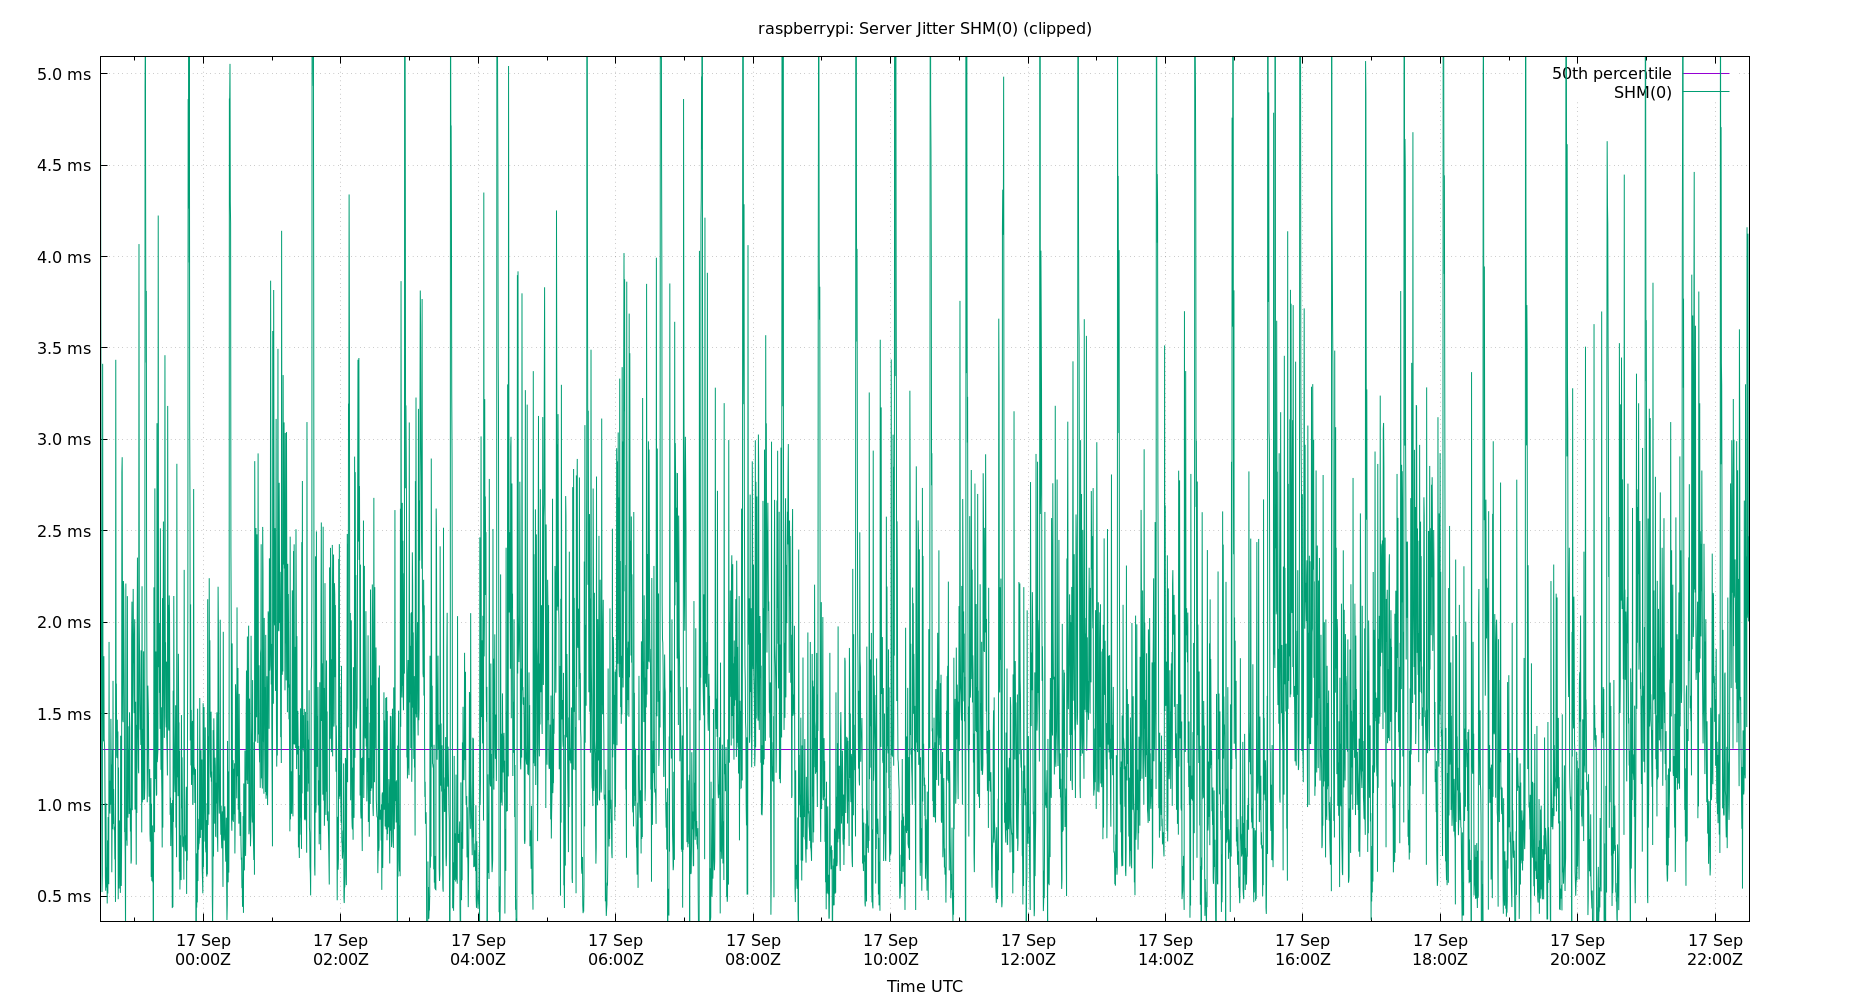 raspberrypi: Server Jitter SHM(0) (clipped)
50th percentile
SHM(0)
5.0 ms
4.5 ms
4.0 ms
3.5 ms
3.0 ms
2.5 ms
2.0 ms
1.5 ms
1.0 ms
0.5 ms
17 Sep 17 Sep 17 Sep 17 Sep 17 Sep 17 Sep 17 Sep 17 Sep 17 Sep 17 Sep 17 Sep 17 Sep
00:00Z 02:00Z 04:00Z 06:00Z 08:00Z 10:00Z 12:00Z 14:00Z 16:00Z 18:00Z 20:00Z 22:00Z
Time UTC